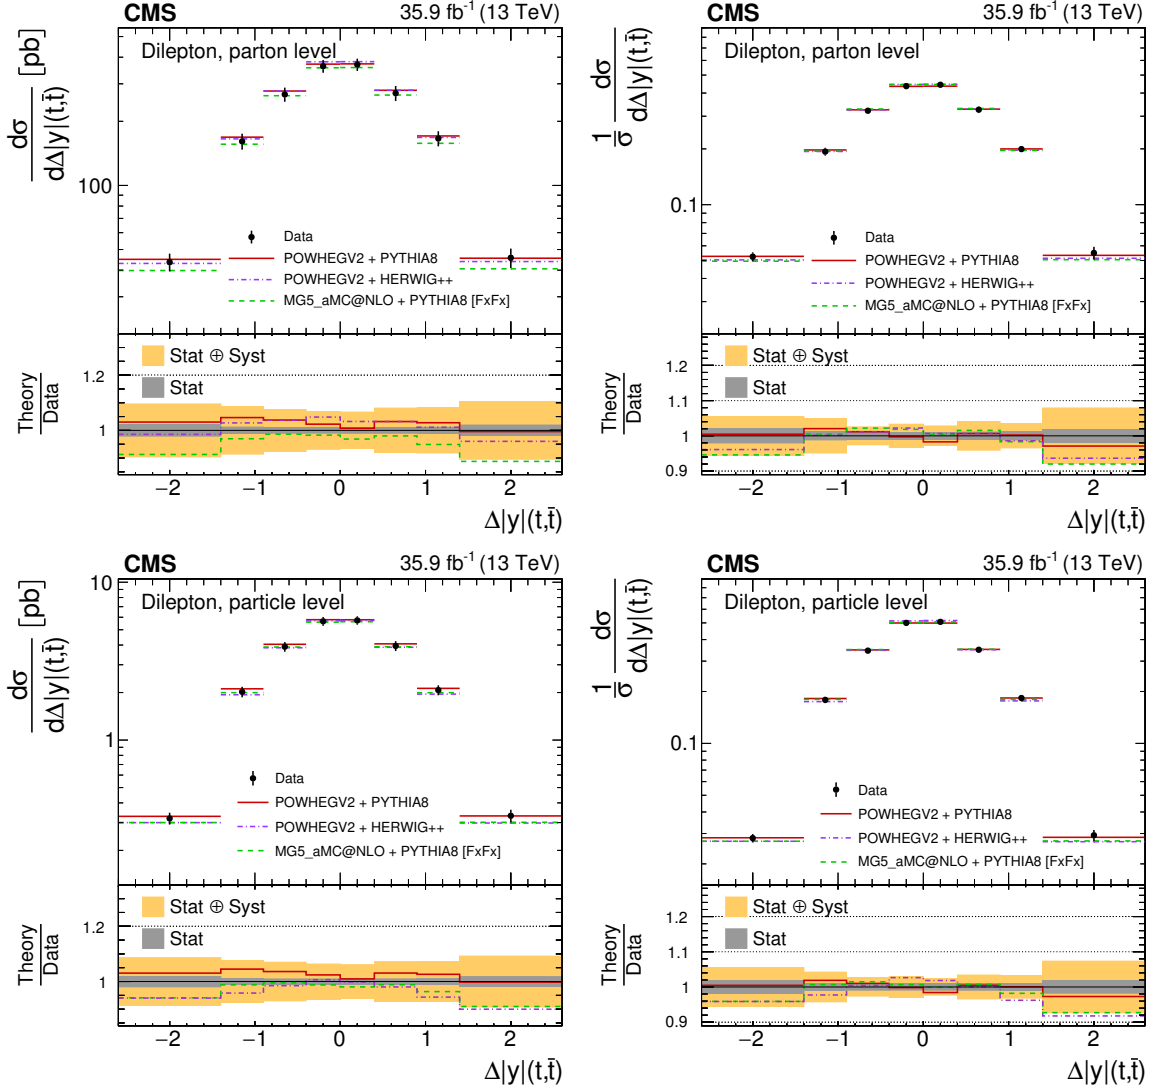 CMS 35.9 fb⁻¹ (13 TeV)
Dilepton, parton level
dσ/dΔ|y|(t,t̄) [pb]
100
Data
POWHEGV2 + PYTHIA8
POWHEGV2 + HERWIG++
MG5_aMC@NLO + PYTHIA8 [FxFx]
Stat ⊕ Syst
Stat
Theory/Data
1.2
1
−2 −1 0 1 2
Δ|y|(t,t̄)
CMS 35.9 fb⁻¹ (13 TeV)
Dilepton, parton level
1/σ dσ/dΔ|y|(t,t̄)
0.1
Data
POWHEGV2 + PYTHIA8
POWHEGV2 + HERWIG++
MG5_aMC@NLO + PYTHIA8 [FxFx]
Stat ⊕ Syst
Stat
Theory/Data
1.2
1.1
1
0.9
−2 −1 0 1 2
Δ|y|(t,t̄)
CMS 35.9 fb⁻¹ (13 TeV)
Dilepton, particle level
dσ/dΔ|y|(t,t̄) [pb]
10
1
Data
POWHEGV2 + PYTHIA8
POWHEGV2 + HERWIG++
MG5_aMC@NLO + PYTHIA8 [FxFx]
Stat ⊕ Syst
Stat
Theory/Data
1.2
1
−2 −1 0 1 2
Δ|y|(t,t̄)
CMS 35.9 fb⁻¹ (13 TeV)
Dilepton, particle level
1/σ dσ/dΔ|y|(t,t̄)
0.1
Data
POWHEGV2 + PYTHIA8
POWHEGV2 + HERWIG++
MG5_aMC@NLO + PYTHIA8 [FxFx]
Stat ⊕ Syst
Stat
Theory/Data
1.2
1.1
1
0.9
−2 −1 0 1 2
Δ|y|(t,t̄)